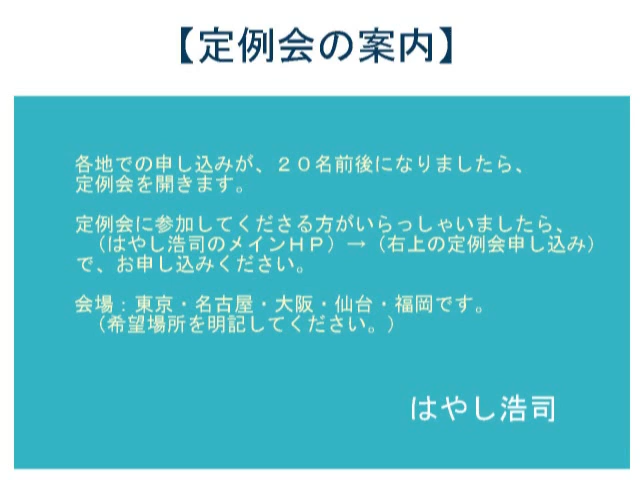 【定例会の案内】
各地での申し込みが、２０名前後になりましたら、
定例会を開きます。
定例会に参加してくださる方がいらっしゃいましたら、
（はやし浩司のメインＨＰ）→（右上の定例会申し込み）
で、お申し込みください。
会場：東京・名古屋・大阪・仙台・福岡です。
（希望場所を明記してください。）
はやし浩司